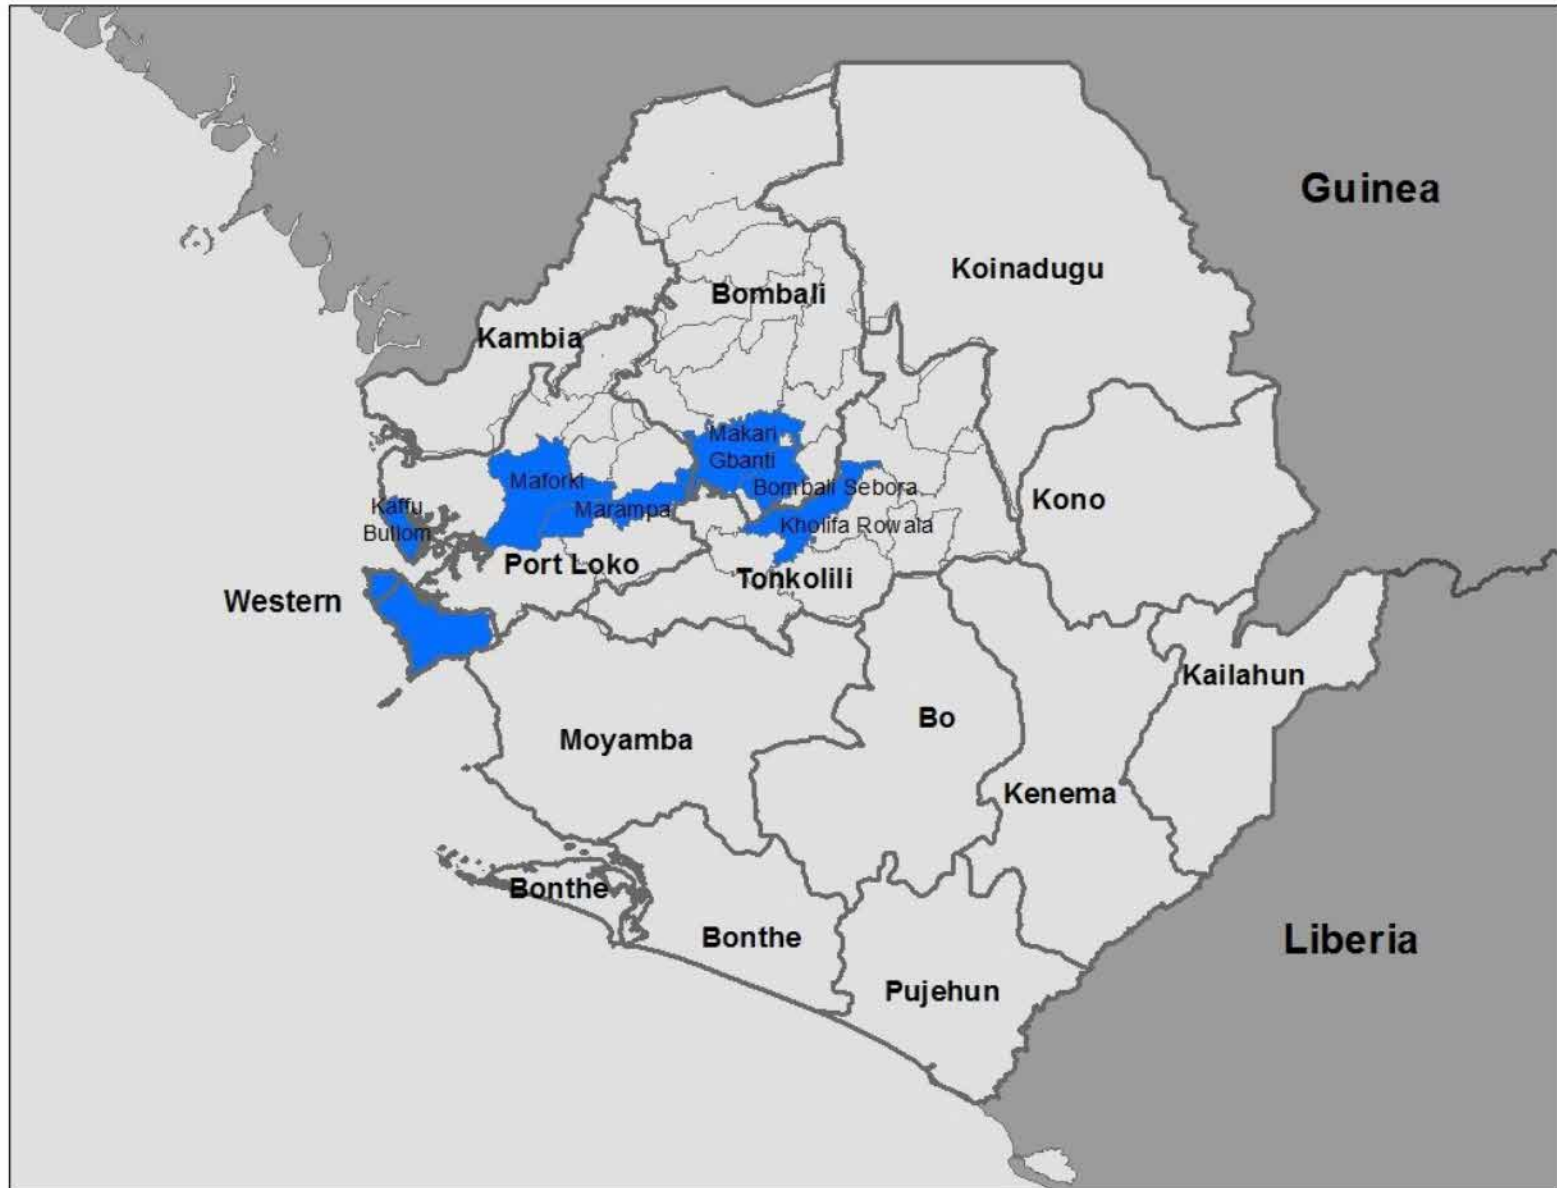 Guinea
Koinadugu
Bombali
Kambia
Makari
Gbanti
Maforki
Bombali Sebora
Kono
Kaffu
Bullom
Marampa
Kholifa Rowala
Port Loko
Tonkolili
Western
Kailahun
Bo
Moyamba
Kenema
Bonthe
Bonthe
Liberia
Pujehun